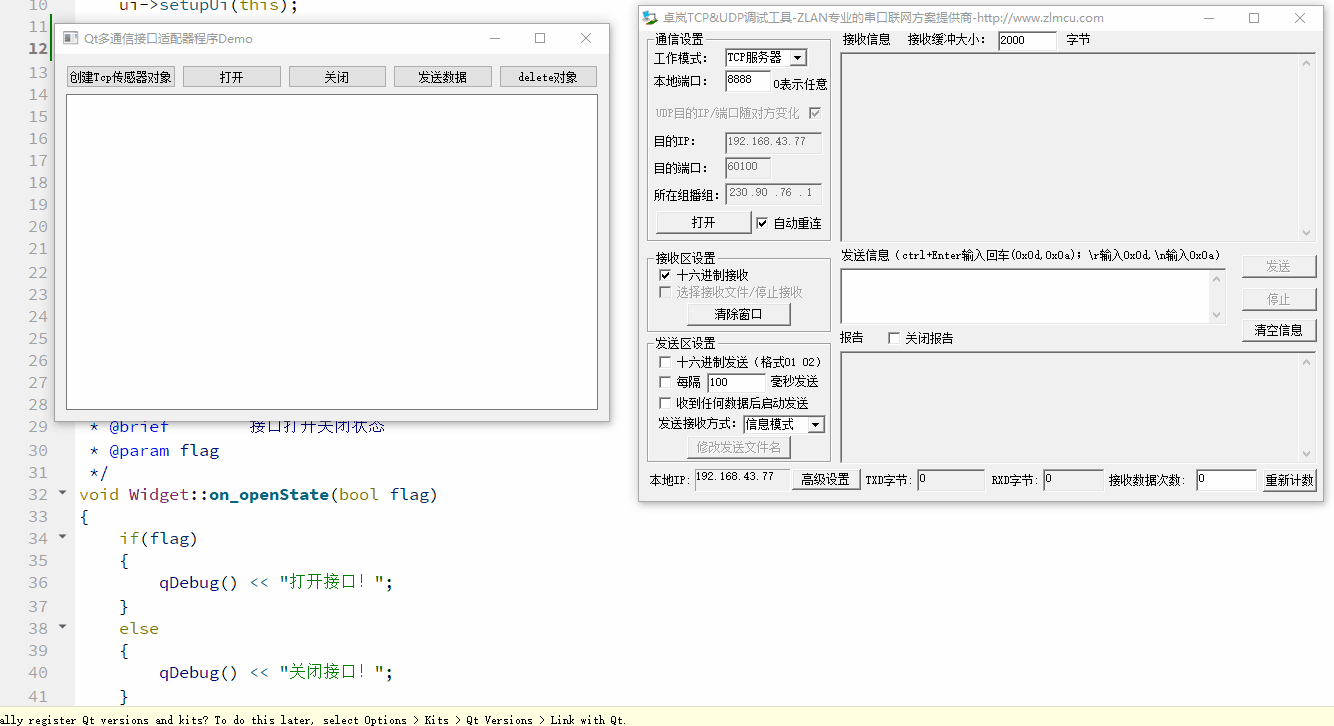 10 ui->setupUi(this);
11
12
13
14
15
16
17
18
19
20
21
22
23
24
25
26
27
28
Qt多通信接口适配器程序Demo
创建Tcp传感器对象 打开 关闭 发送数据 delete对象
29 * @brief 接口打开关闭状态
30 * @param flag
31 */
32 void Widget::on_openState(bool flag)
33 {
34 if(flag)
35 {
36 qDebug() << "打开接口！";
37 }
38 else
39 {
40 qDebug() << "关闭接口！";
41 }
ally register Qt versions and kits? To do this later, select Options > Kits > Qt Versions > Link with Qt.
卓岚TCP&UDP调试工具-ZLAN专业的串口联网方案提供商-http://www.zlmcu.com
通信设置
工作模式: TCP服务器
本地端口: 8888 0表示任意
UDP目的IP/端口随对方变化
目的IP: 192.168.43.77
目的端口: 60100
所在组播组: 230.90 .76 .1
打开 自动重连
接收区设置
十六进制接收
选择接收文件/停止接收
清除窗口
发送区设置
十六进制发送（格式01 02）
每隔 100 毫秒发送
收到任何数据后启动发送
发送接收方式: 信息模式
修改发送文件名
接收信息 接收缓冲大小: 2000 字节
发送信息（ctrl+Enter输入回车(0x0d,0x0a); \r输入0x0d,\n输入0x0a）
发送
停止
清空信息
报告 关闭报告
本地IP: 192.168.43.77 高级设置 TXD字节: 0 RXD字节: 0 接收数据次数: 0 重新计数